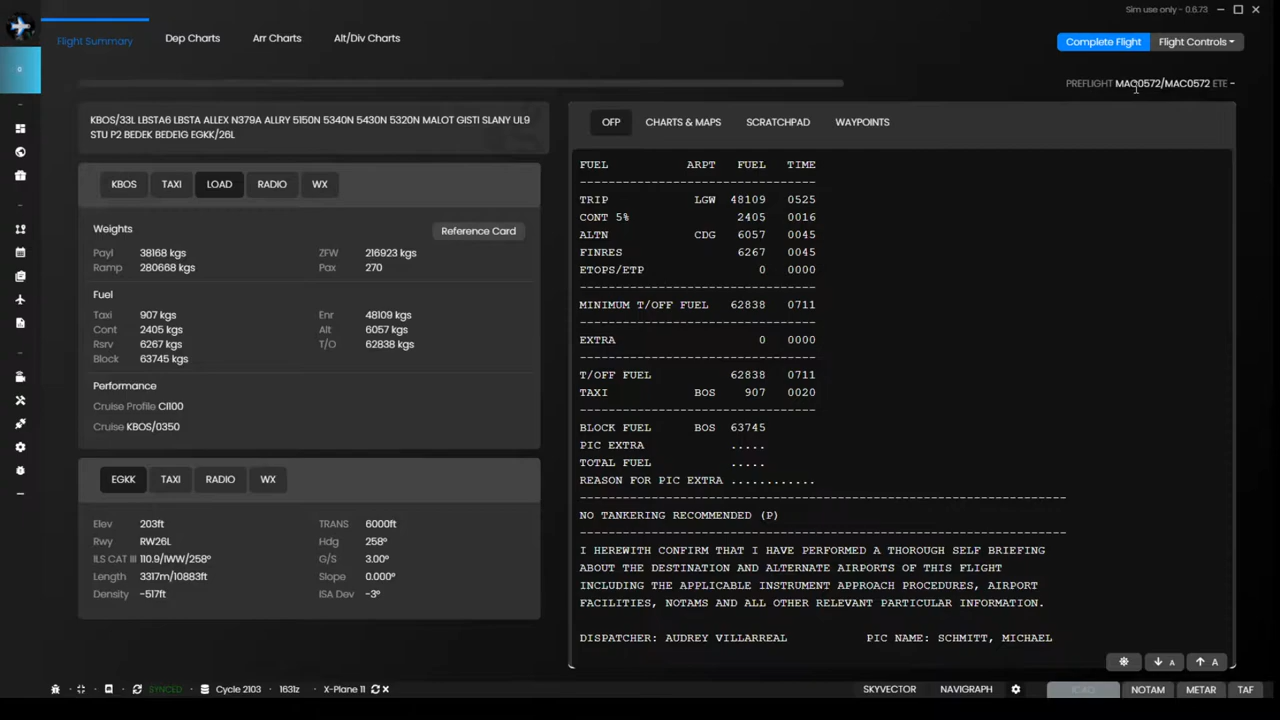 Sim use only - 0.6.73
Flight Summary
Dep Charts
Arr Charts
Alt/Div Charts
Complete Flight
Flight Controls
PREFLIGHT MAC0572/MAC0572 ETE -
KBOS/33L LBSTA6 LBSTA ALLEX N379A ALLRY 5150N 5340N 5430N 5320N MALOT GISTI SLANY UL9
STU P2 BEDEK BEDEIG EGKK/26L
KBOS TAXI LOAD RADIO WX
Weights
Reference Card
Payl 38168 kgs ZFW 216923 kgs
Ramp 280668 kgs Pax 270
Fuel
Taxi 907 kgs Enr 48109 kgs
Cont 2405 kgs Alt 6057 kgs
Rsrv 6267 kgs T/O 62838 kgs
Block 63745 kgs
Performance
Cruise Profile CI100
Cruise KBOS/0350
EGKK TAXI RADIO WX
Elev 203ft TRANS 6000ft
Rwy RW26L Hdg 258°
ILS CAT III 110.9/IWW/258° G/S 3.00°
Length 3317m/10883ft Slope 0.000°
Density -517ft ISA Dev -3°
OFP CHARTS & MAPS SCRATCHPAD WAYPOINTS
FUEL ARPT FUEL TIME
--------------------------------
TRIP LGW 48109 0525
CONT 5% 2405 0016
ALTN CDG 6057 0045
FINRES 6267 0045
ETOPS/ETP 0 0000
--------------------------------
MINIMUM T/OFF FUEL 62838 0711
--------------------------------
EXTRA 0 0000
--------------------------------
T/OFF FUEL 62838 0711
TAXI BOS 907 0020
--------------------------------
BLOCK FUEL BOS 63745
PIC EXTRA .....
TOTAL FUEL .....
REASON FOR PIC EXTRA ............
--------------------------------------------------------------------
NO TANKERING RECOMMENDED (P)
--------------------------------------------------------------------
I HEREWITH CONFIRM THAT I HAVE PERFORMED A THOROUGH SELF BRIEFING
ABOUT THE DESTINATION AND ALTERNATE AIRPORTS OF THIS FLIGHT
INCLUDING THE APPLICABLE INSTRUMENT APPROACH PROCEDURES, AIRPORT
FACILITIES, NOTAMS AND ALL OTHER RELEVANT PARTICULAR INFORMATION.
DISPATCHER: AUDREY VILLARREAL PIC NAME: SCHMITT, MICHAEL
A A
SYNCED Cycle 2103 1631z X-Plane 11
SKYVECTOR NAVIGRAPH ICAO NOTAM METAR TAF